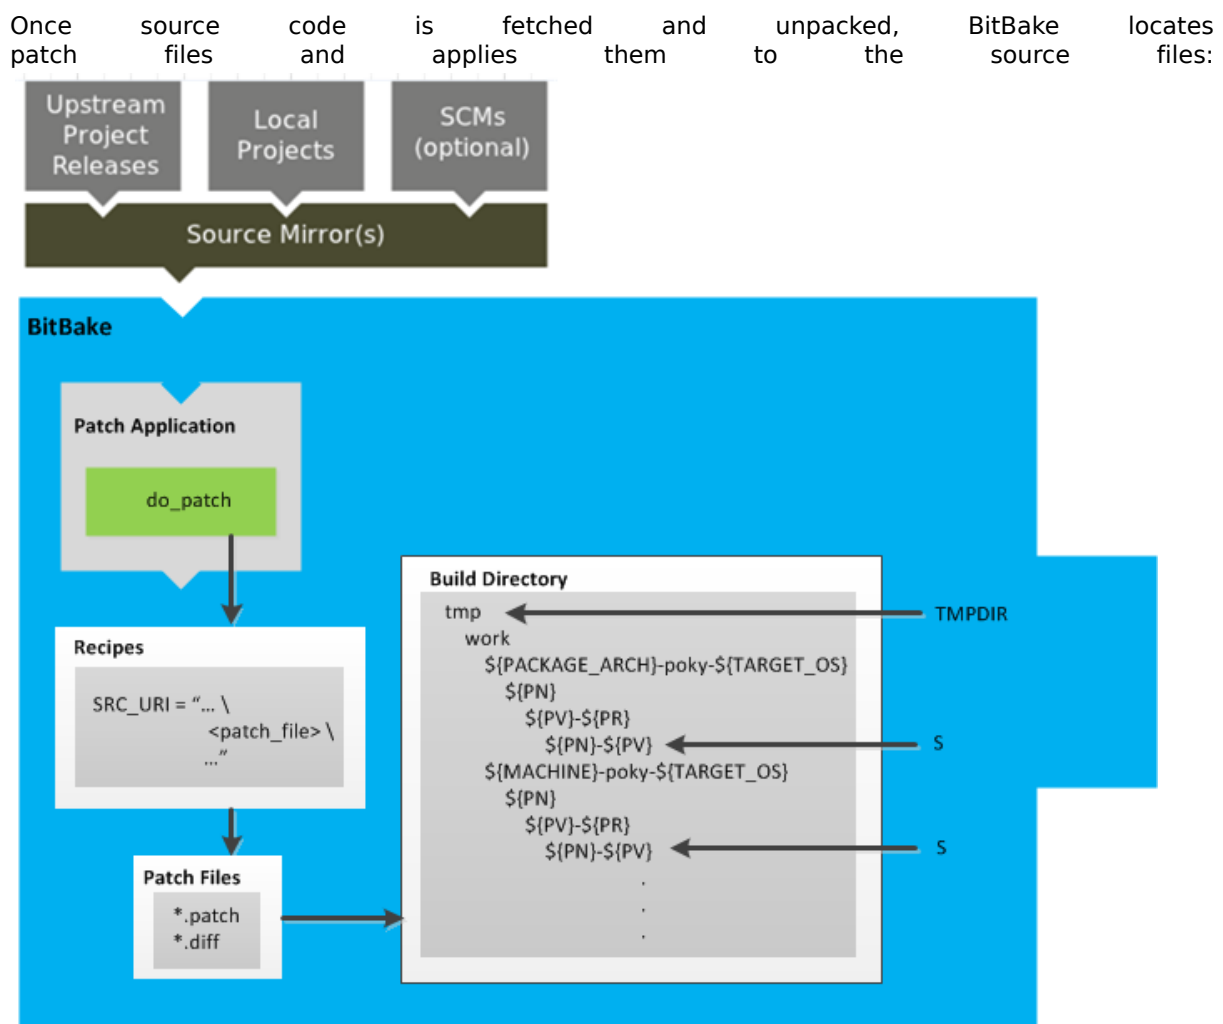 Once source code is fetched and unpacked, BitBake locates
patch files and applies them to the source files:
Upstream
Project
Releases
Local
Projects
SCMs
(optional)
Source Mirror(s)
BitBake
Patch Application
do_patch
Recipes
SRC_URI = “... \
<patch_file> \
...”
Patch Files
*.patch
*.diff
Build Directory
tmp
work
${PACKAGE_ARCH}-poky-${TARGET_OS}
${PN}
${PV}-${PR}
${PN}-${PV}
${MACHINE}-poky-${TARGET_OS}
${PN}
${PV}-${PR}
${PN}-${PV}
.
.
.
TMPDIR
S
S